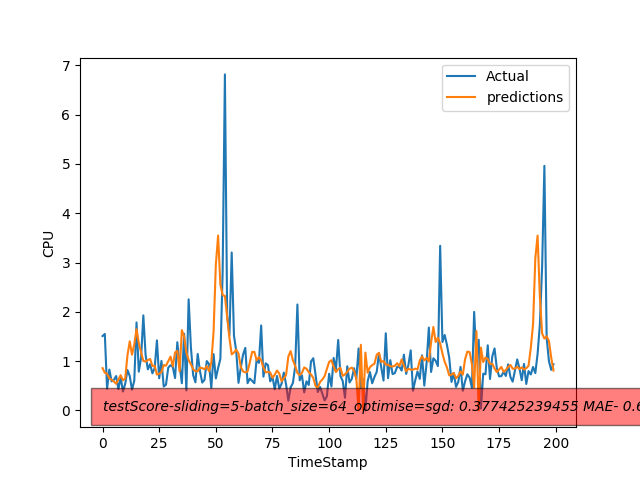 Actual
predictions
7
6
5
4
3
2
1
0
CPU
testScore-sliding=5-batch_size=64_optimise=sgd: 0.377425239455 MAE- 0.6
0 25 50 75 100 125 150 175 200
TimeStamp